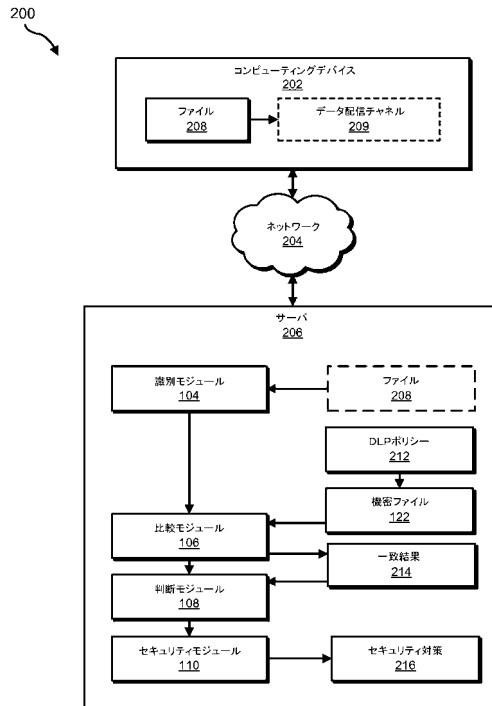 200
コンピューティングデバイス
202
ファイル
208
データ配信チャネル
209
ネットワーク
204
サーバ
206
識別モジュール
104
ファイル
208
DLPポリシー
212
機密ファイル
122
比較モジュール
106
一致結果
214
判断モジュール
108
セキュリティモジュール
110
セキュリティ対策
216